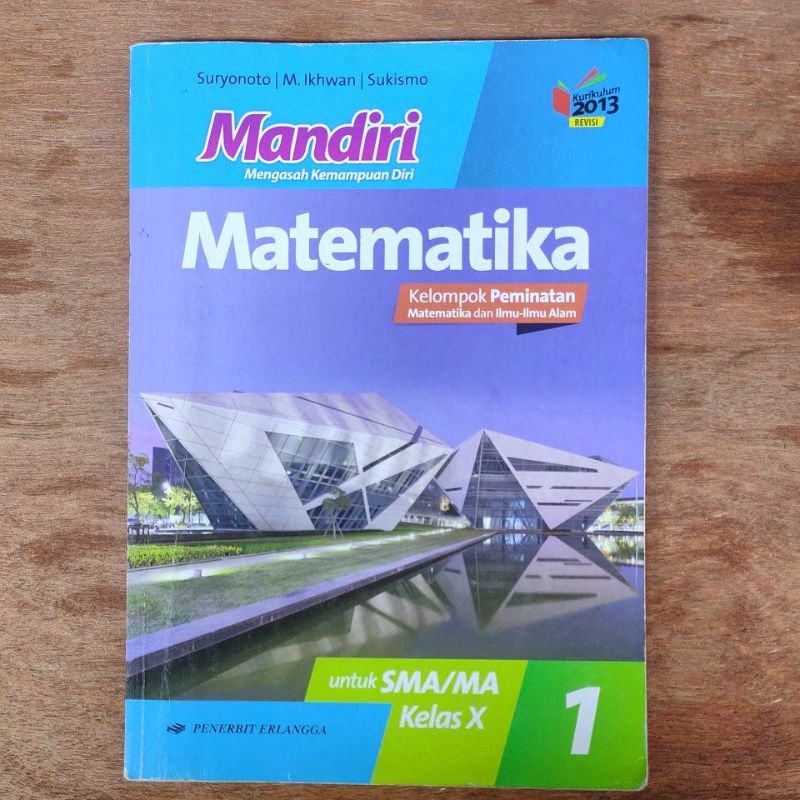 Suryonoto | M. Ikhwan | Sukismo
Kurikulum
2013
REVISI
Mandiri
Mengasah Kemampuan Diri
Matematika
Kelompok Peminatan
Matematika dan Ilmu-Ilmu Alam
untuk SMA/MA
Kelas X
1
PENERBIT ERLANGGA